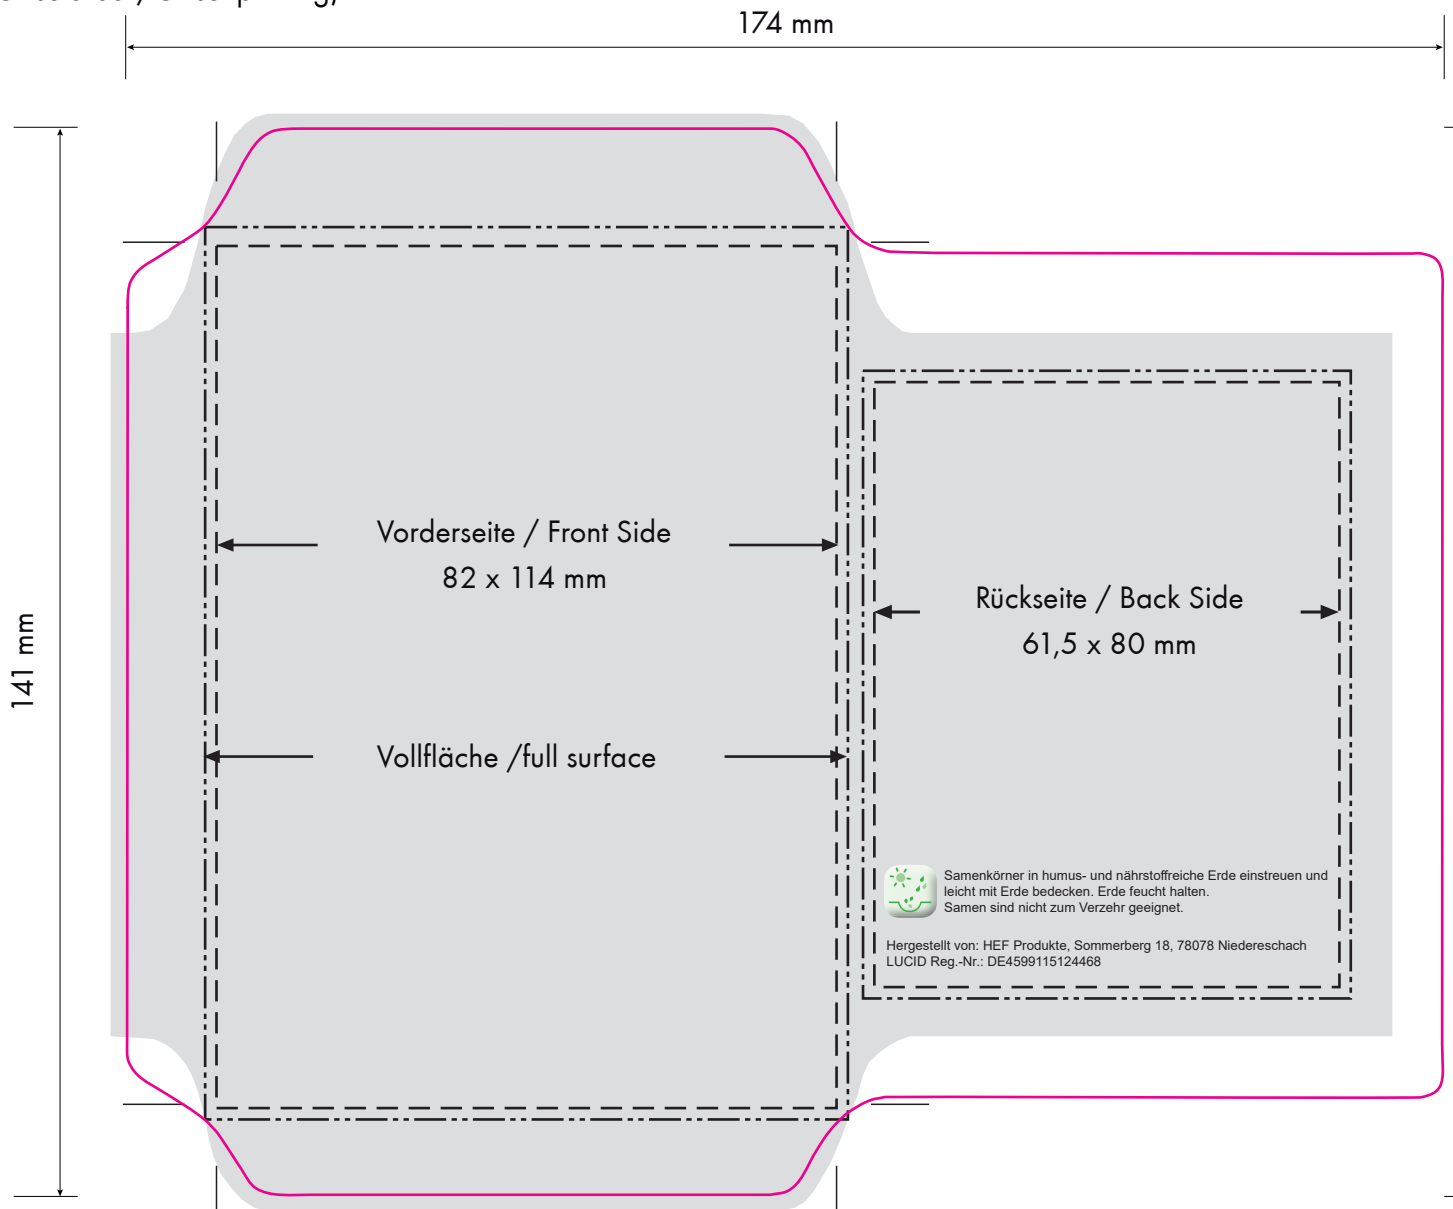 174 mm
141 mm
Vorderseite / Front Side
82 x 114 mm
Vollfläche /full surface
Rückseite / Back Side
61,5 x 80 mm
Samenkörner in humus- und nährstoffreiche Erde einstreuen und
leicht mit Erde bedecken. Erde feucht halten.
Samen sind nicht zum Verzehr geeignet.
Hergestellt von: HEF Produkte, Sommerberg 18, 78078 Niedereschach
LUCID Reg.-Nr.: DE4599115124468